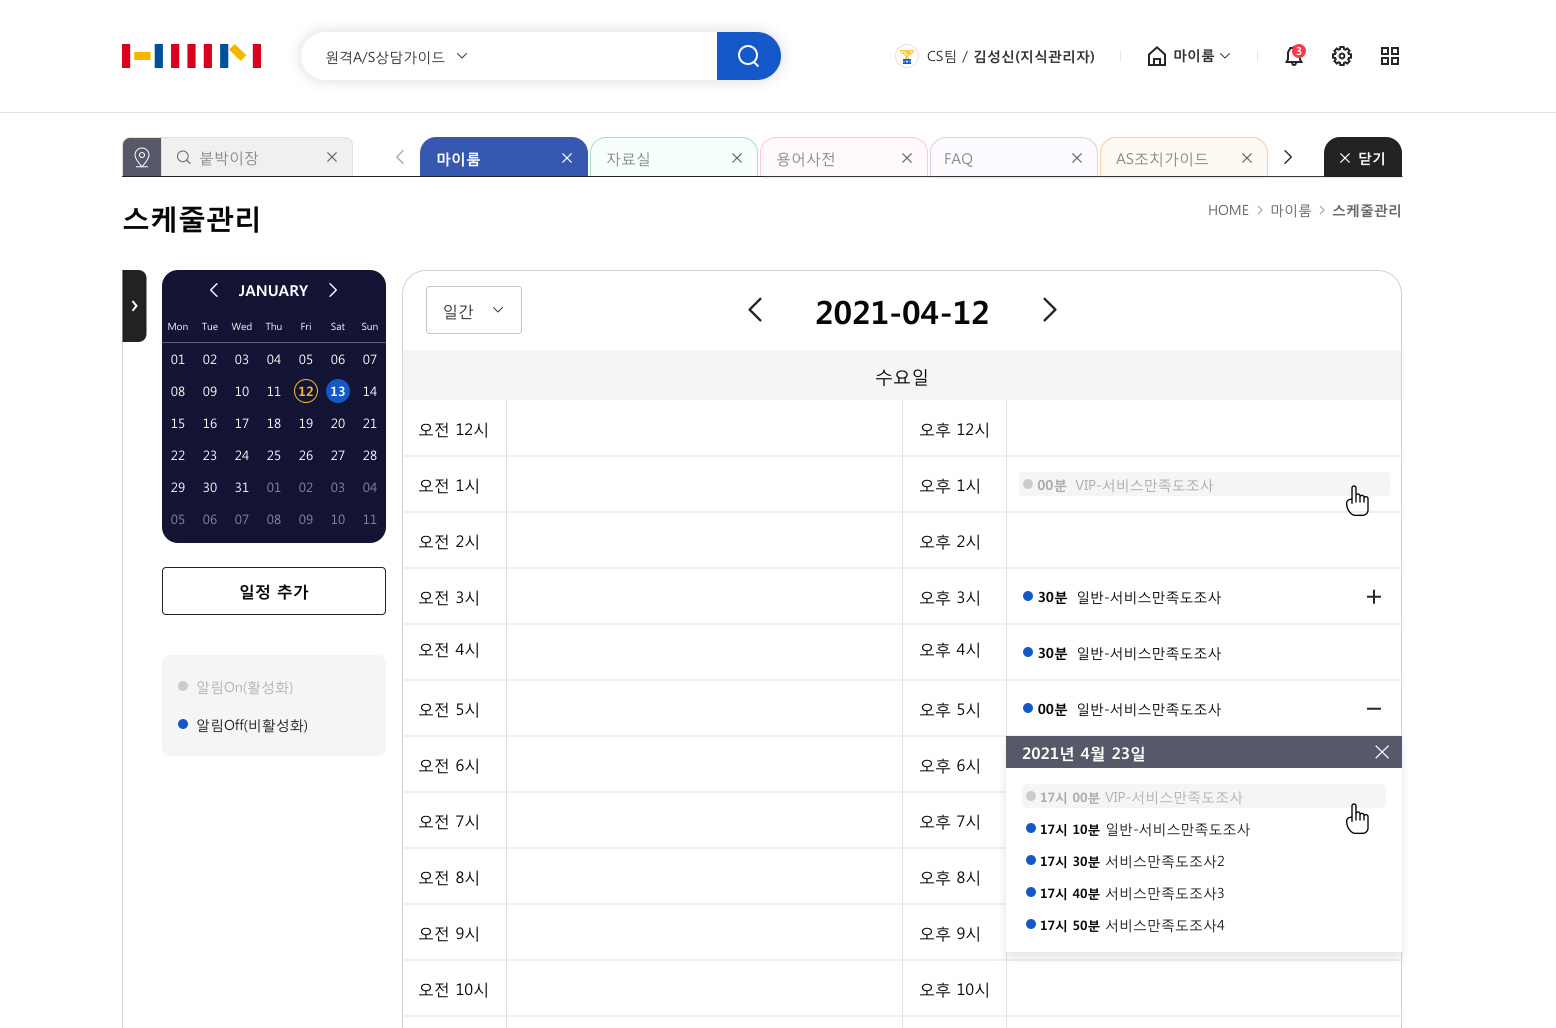 HIIIN
원격A/S상담가이드
CS팀 / 김성신(지식관리자)
마이룸
3
붙박이장
마이룸
자료실
용어사전
FAQ
AS조치가이드
닫기
스케줄관리
HOME > 마이룸 > 스케줄관리
JANUARY
Mon Tue Wed Thu Fri Sat Sun
01 02 03 04 05 06 07
08 09 10 11 12 13 14
15 16 17 18 19 20 21
22 23 24 25 26 27 28
29 30 31 01 02 03 04
05 06 07 08 09 10 11
일정 추가
알림On(활성화)
알림Off(비활성화)
일간
2021-04-12
수요일
오전 12시 오후 12시
오전 1시 오후 1시 00분 VIP-서비스만족도조사
오전 2시 오후 2시
오전 3시 오후 3시 30분 일반-서비스만족도조사
오전 4시 오후 4시 30분 일반-서비스만족도조사
오전 5시 오후 5시 00분 일반-서비스만족도조사
오전 6시 오후 6시
오전 7시 오후 7시
오전 8시 오후 8시
오전 9시 오후 9시
오전 10시 오후 10시
2021년 4월 23일
17시 00분 VIP-서비스만족도조사
17시 10분 일반-서비스만족도조사
17시 30분 서비스만족도조사2
17시 40분 서비스만족도조사3
17시 50분 서비스만족도조사4